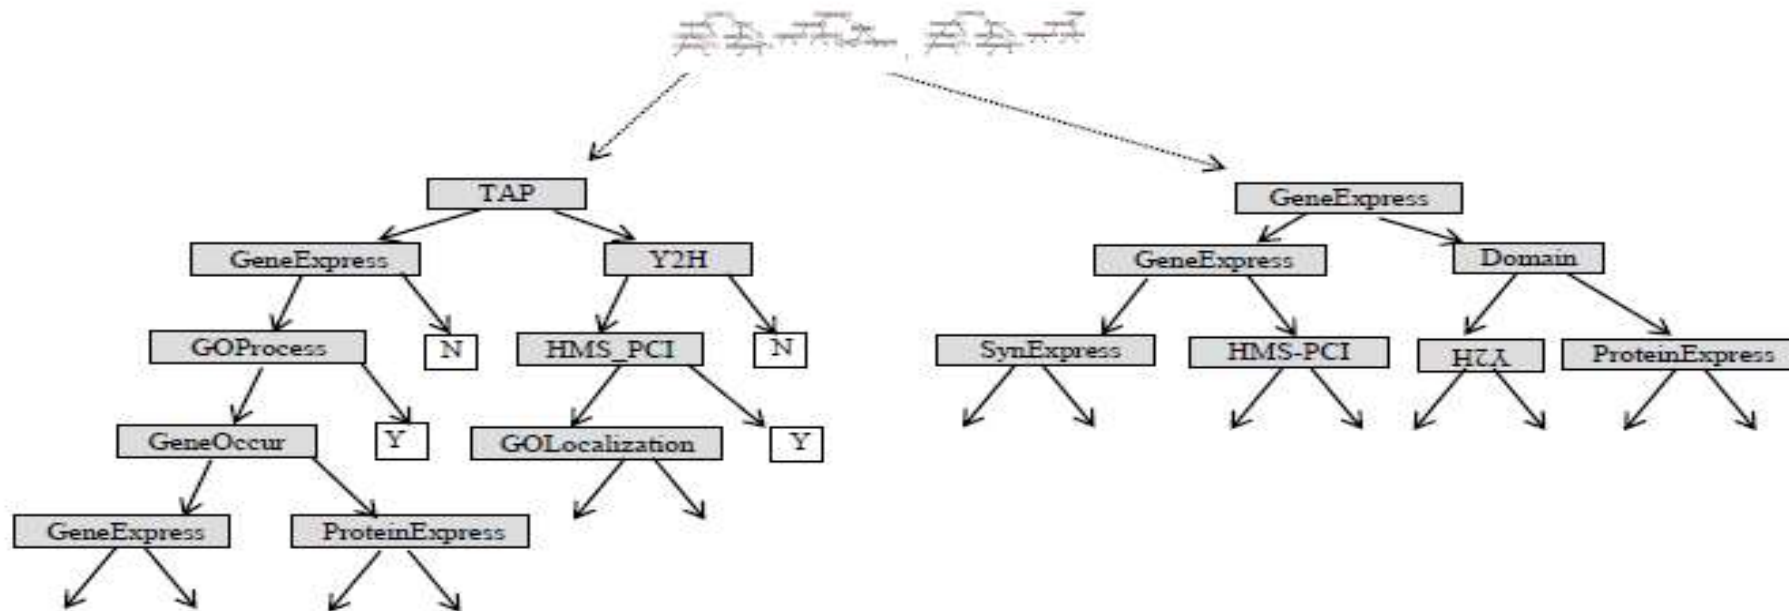 TAP
GeneExpress
GeneExpress
Y2H
GeneExpress
Domain
GOProcess
N
HMS_PCI
N
SynExpress
HMS-PCI
Y2H
ProteinExpress
GeneOccur
Y
GOLocalization
Y
GeneExpress
ProteinExpress